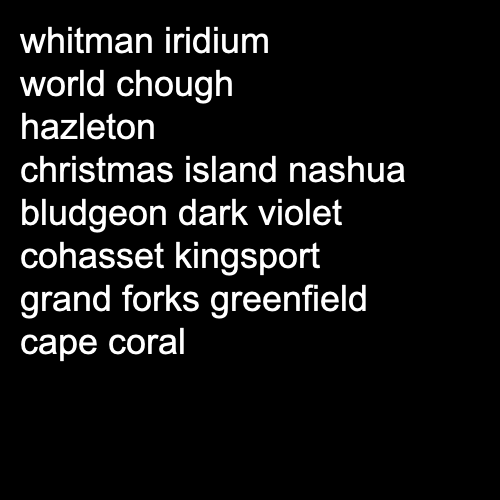 whitman iridium
world chough
hazleton
christmas island nashua
bludgeon dark violet
cohasset kingsport
grand forks greenfield
cape coral